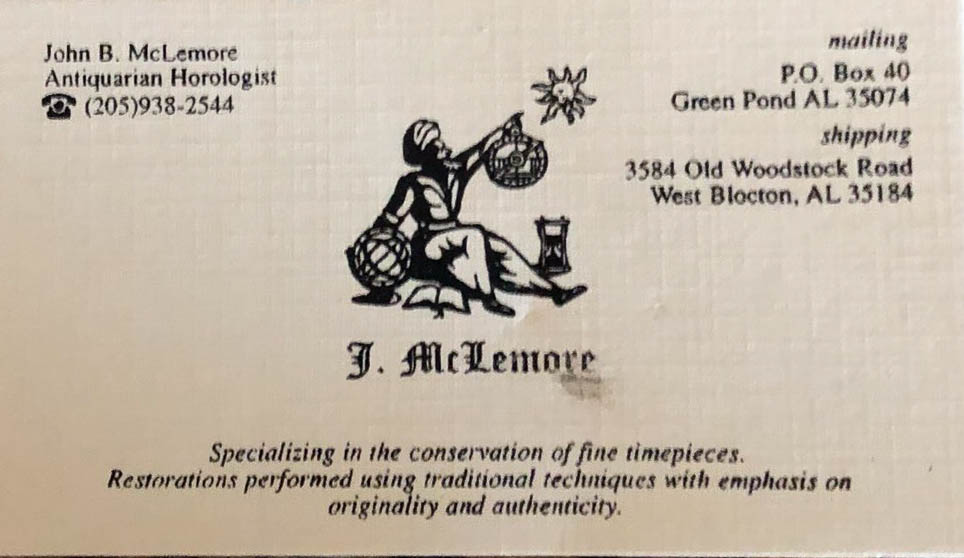 John B. McLemore
Antiquarian Horologist
☎ (205)938-2544
mailing
P.O. Box 40
Green Pond AL 35074
shipping
3584 Old Woodstock Road
West Blocton, AL 35184
J. McLemore
Specializing in the conservation of fine timepieces.
Restorations performed using traditional techniques with emphasis on
originality and authenticity.